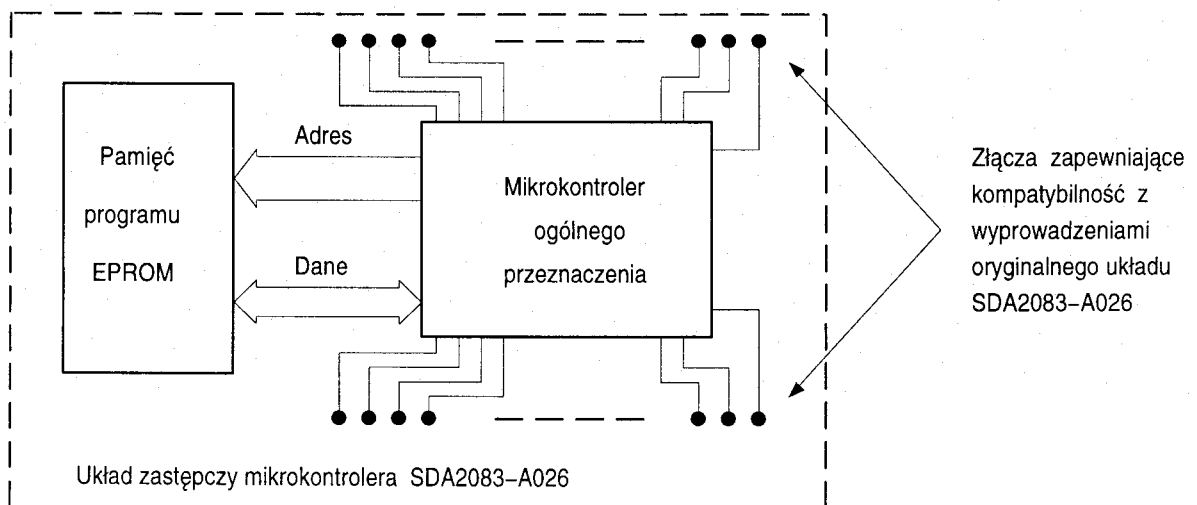 Pamięć
programu
EPROM
Adres
Dane
Mikrokontroler
ogólnego
przeznaczenia
Złącza zapewniające
kompatybilność z
wyprowadzeniami
oryginalnego układu
SDA2083–A026
Układ zastępczy mikrokontrolera SDA2083–A026